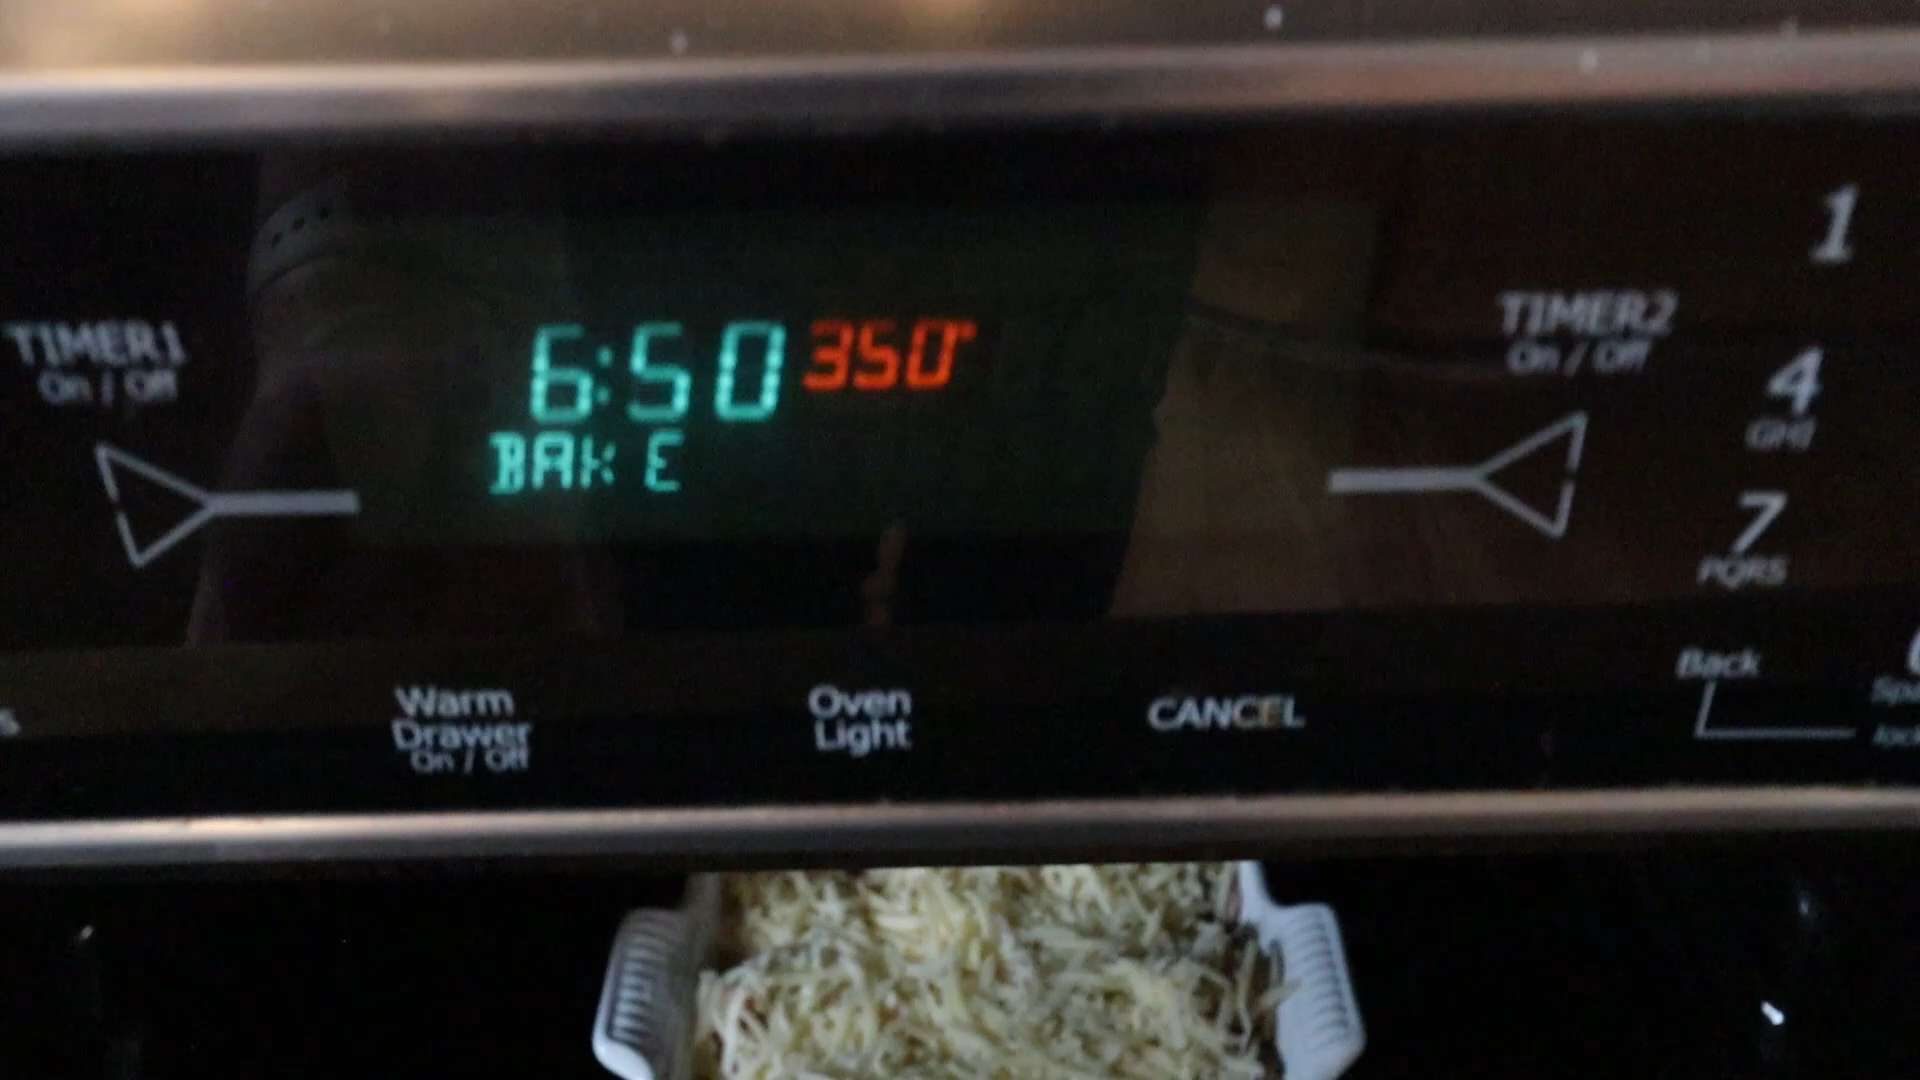 1
TIMER1
On / Off
6:50 350°
BAKE
TIMER2
On / Off
4
GHI
7
PQRS
Warm
Drawer
On / Off
Oven
Light
CANCEL
Back